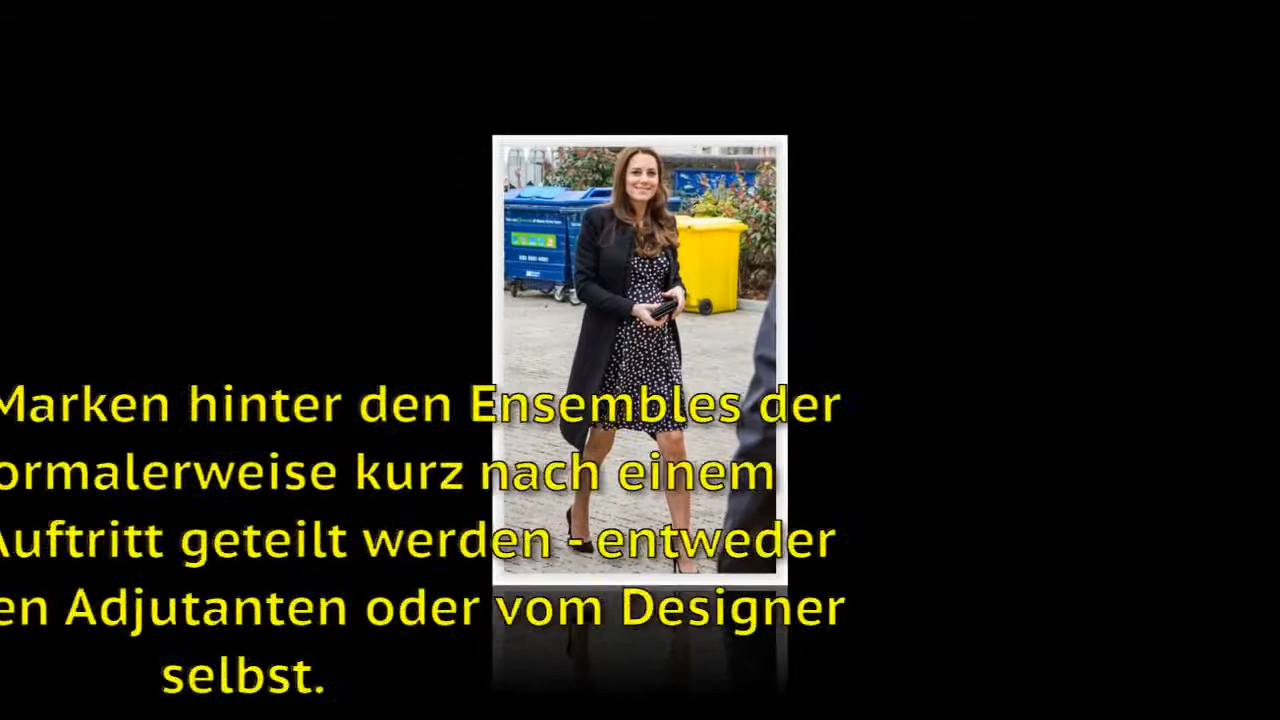 Marken hinter den Ensembles der
ormalerweise kurz nach einem
Auftritt geteilt werden - entweder
en Adjutanten oder vom Designer
selbst.